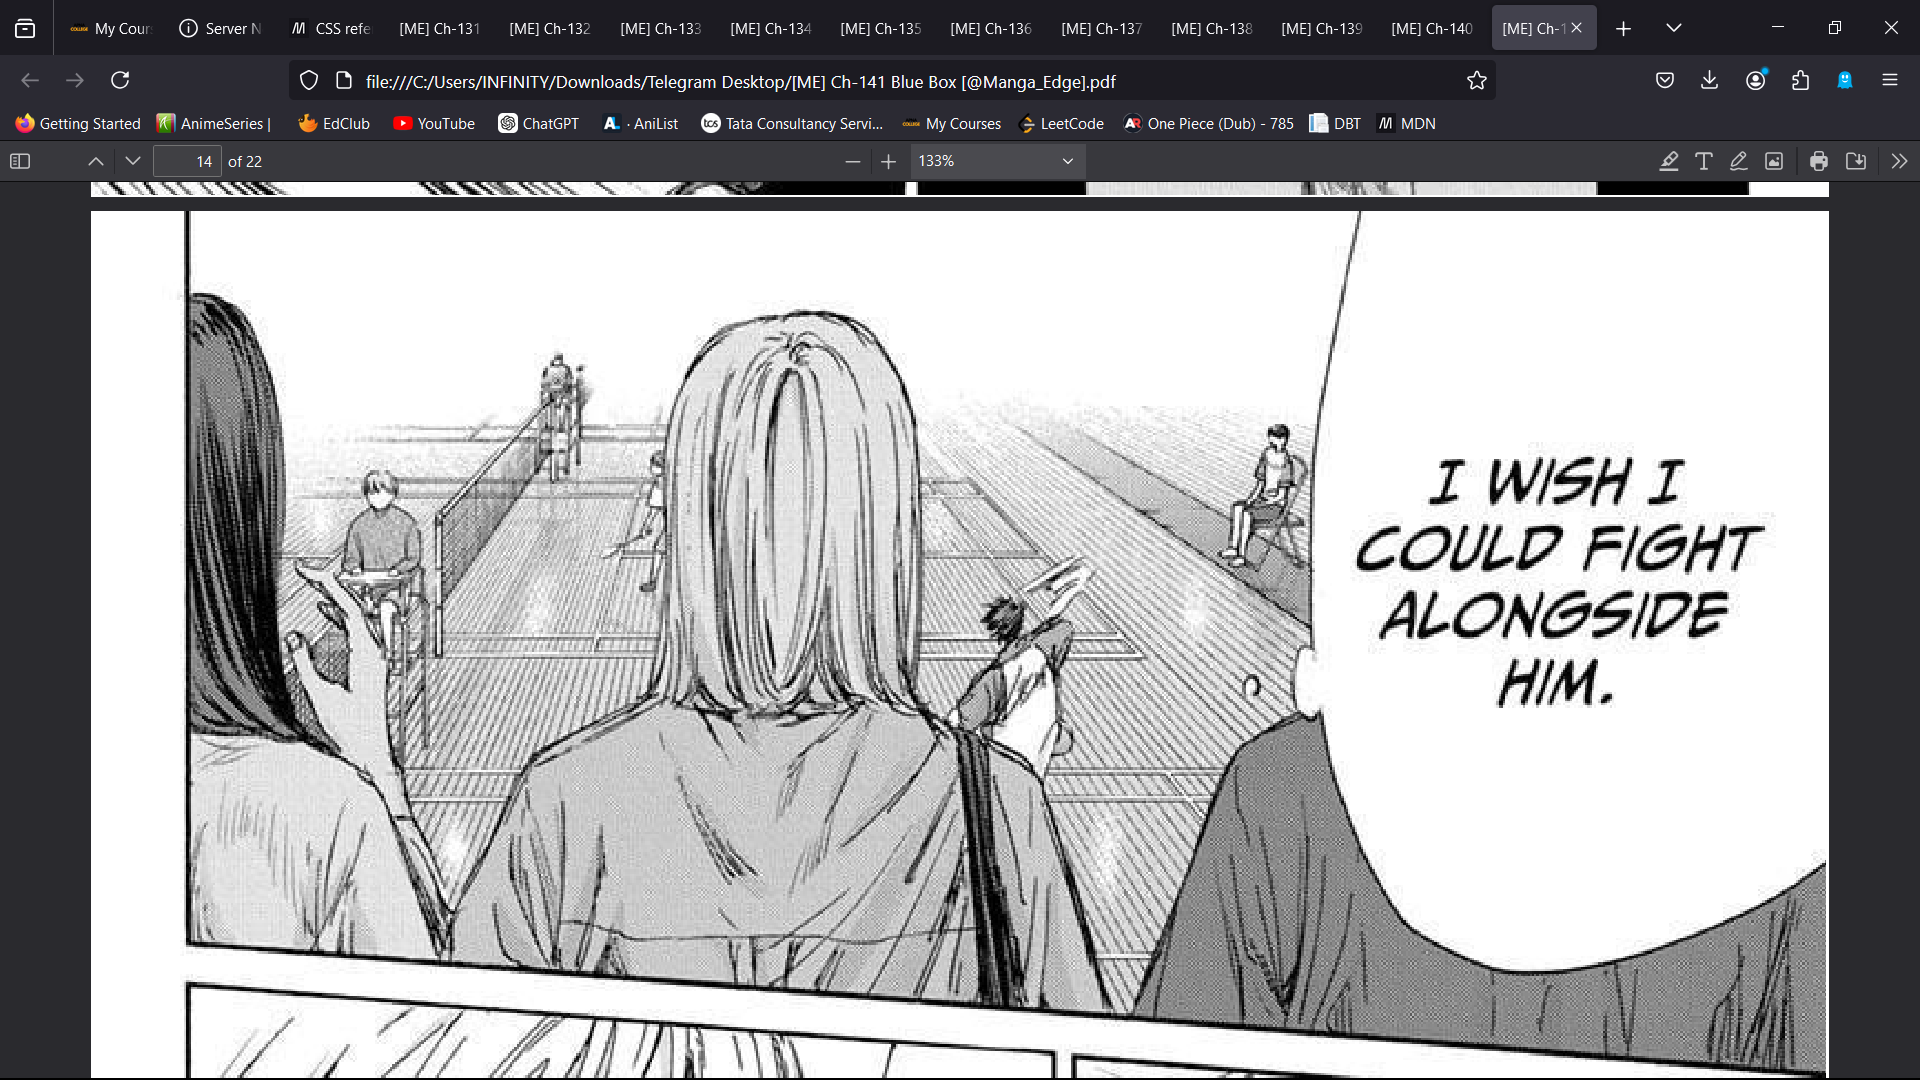 My Cour
Server N
CSS refe
[ME] Ch-131
[ME] Ch-132
[ME] Ch-133
[ME] Ch-134
[ME] Ch-135
[ME] Ch-136
[ME] Ch-137
[ME] Ch-138
[ME] Ch-139
[ME] Ch-140
[ME] Ch-1
file:///C:/Users/INFINITY/Downloads/Telegram Desktop/[ME] Ch-141 Blue Box [@Manga_Edge].pdf
Getting Started
AnimeSeries |
EdClub
YouTube
ChatGPT
· AniList
Tata Consultancy Servi...
My Courses
LeetCode
One Piece (Dub) - 785
DBT
MDN
14 of 22
133%
I WISH I
COULD FIGHT
ALONGSIDE
HIM.